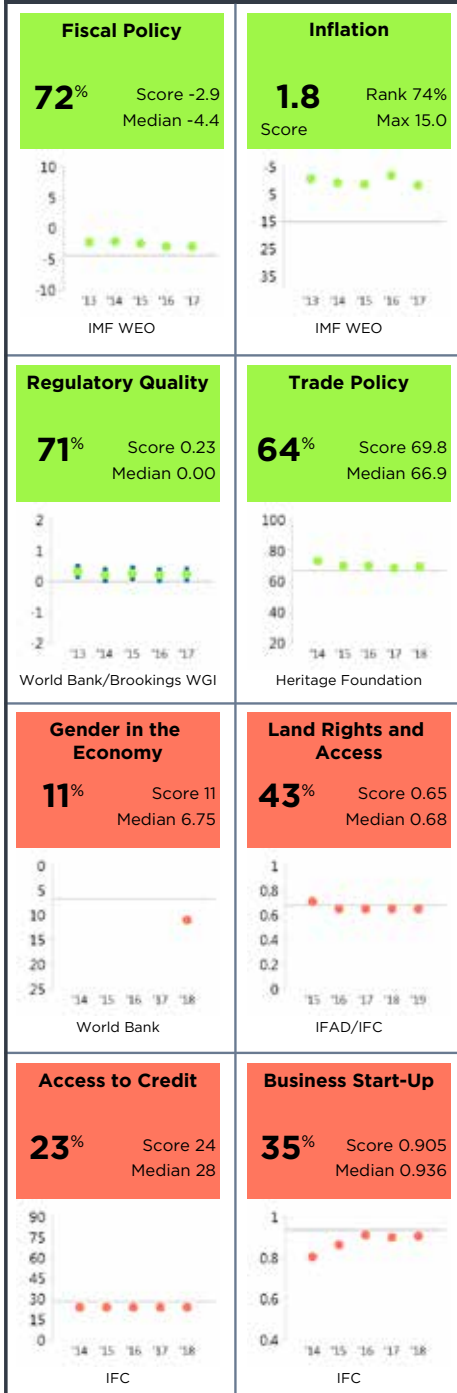 Fiscal Policy
72%
Score -2.9
Median -4.4
10
5
0
-5
-10
'13 '14 '15 '16 '17
IMF WEO
Inflation
1.8
Score
Rank 74%
Max 15.0
-5
5
15
25
35
'13 '14 '15 '16 '17
IMF WEO
Regulatory Quality
71%
Score 0.23
Median 0.00
2
1
0
-1
-2
'13 '14 '15 '16 '17
World Bank/Brookings WGI
Trade Policy
64%
Score 69.8
Median 66.9
100
80
60
40
20
'14 '15 '16 '17 '18
Heritage Foundation
Gender in the
Economy
11%
Score 11
Median 6.75
0
5
10
15
20
25
'14 '15 '16 '17 '18
World Bank
Land Rights and
Access
43%
Score 0.65
Median 0.68
1
0.8
0.6
0.4
0.2
0
'15 '16 '17 '18 '19
IFAD/IFC
Access to Credit
23%
Score 24
Median 28
90
75
60
45
30
15
0
'14 '15 '16 '17 '18
IFC
Business Start-Up
35%
Score 0.905
Median 0.936
1
0.8
0.6
0.4
'14 '15 '16 '17 '18
IFC